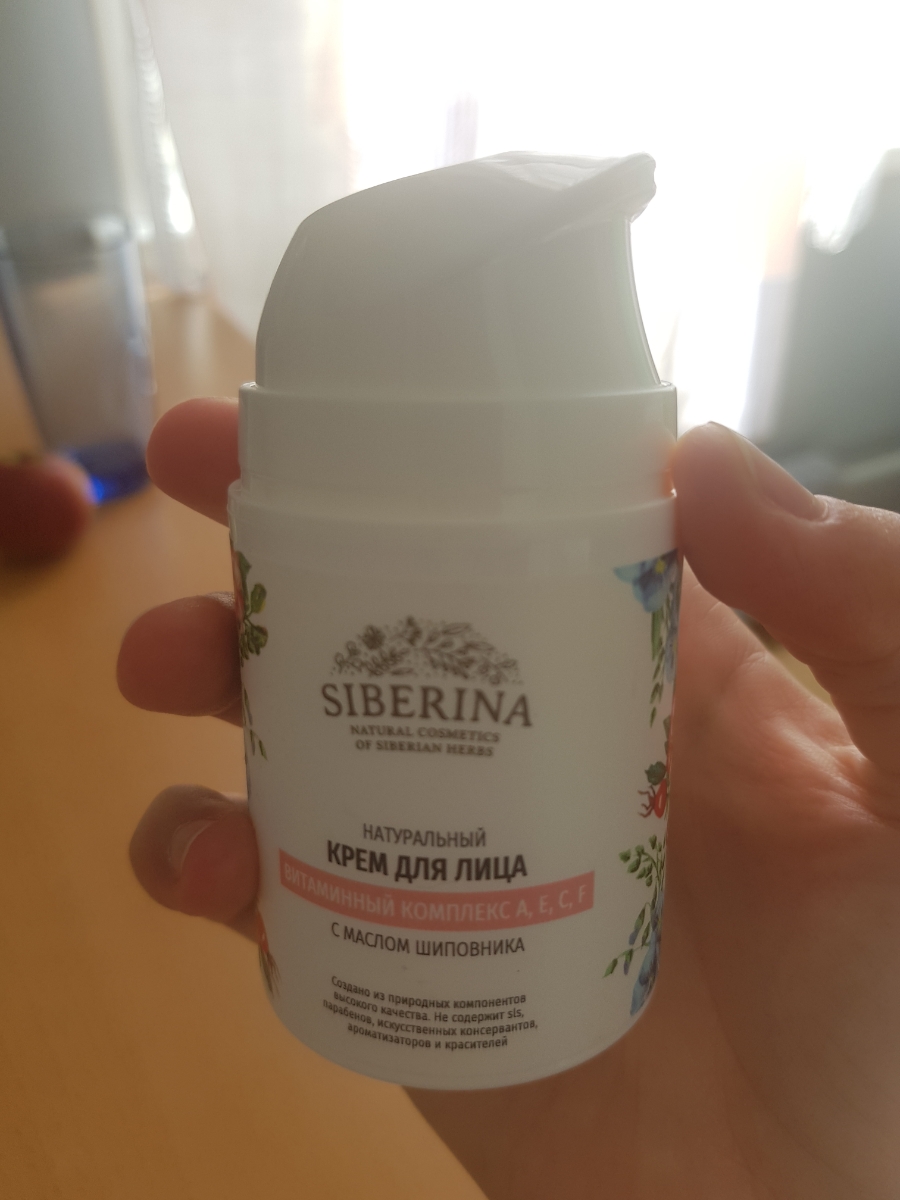 SIBERINA
NATURAL COSMETICS
OF SIBERIAN HERBS
НАТУРАЛЬНЫЙ
КРЕМ ДЛЯ ЛИЦА
ВИТАМИННЫЙ КОМПЛЕКС A, E, C, F
С МАСЛОМ ШИПОВНИКА
Создано из природных компонентов
высокого качества. Не содержит sls,
парабенов, искусственных консервантов,
ароматизаторов и красителей